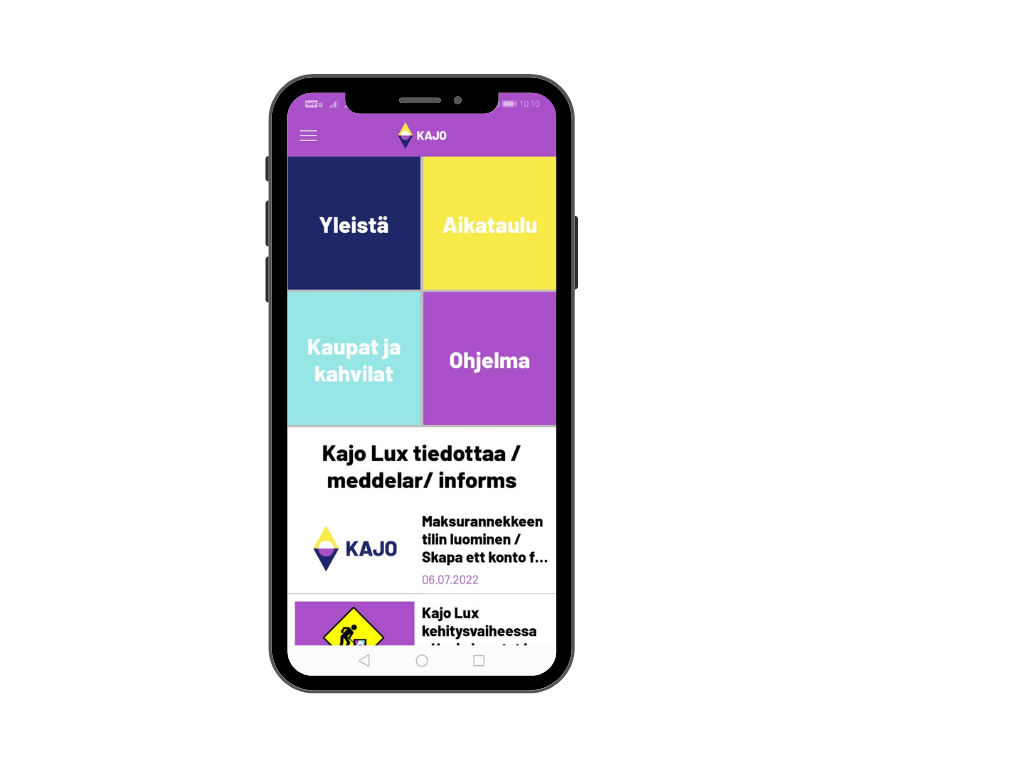 10.10
KAJO
Yleistä
Aikataulu
Kaupat ja
kahvilat
Ohjelma
Kajo Lux tiedottaa /
meddelar/ informs
KAJO
Maksurannekkeen
tilin luominen /
Skapa ett konto f...
06.07.2022
Kajo Lux
kehitysvaiheessa